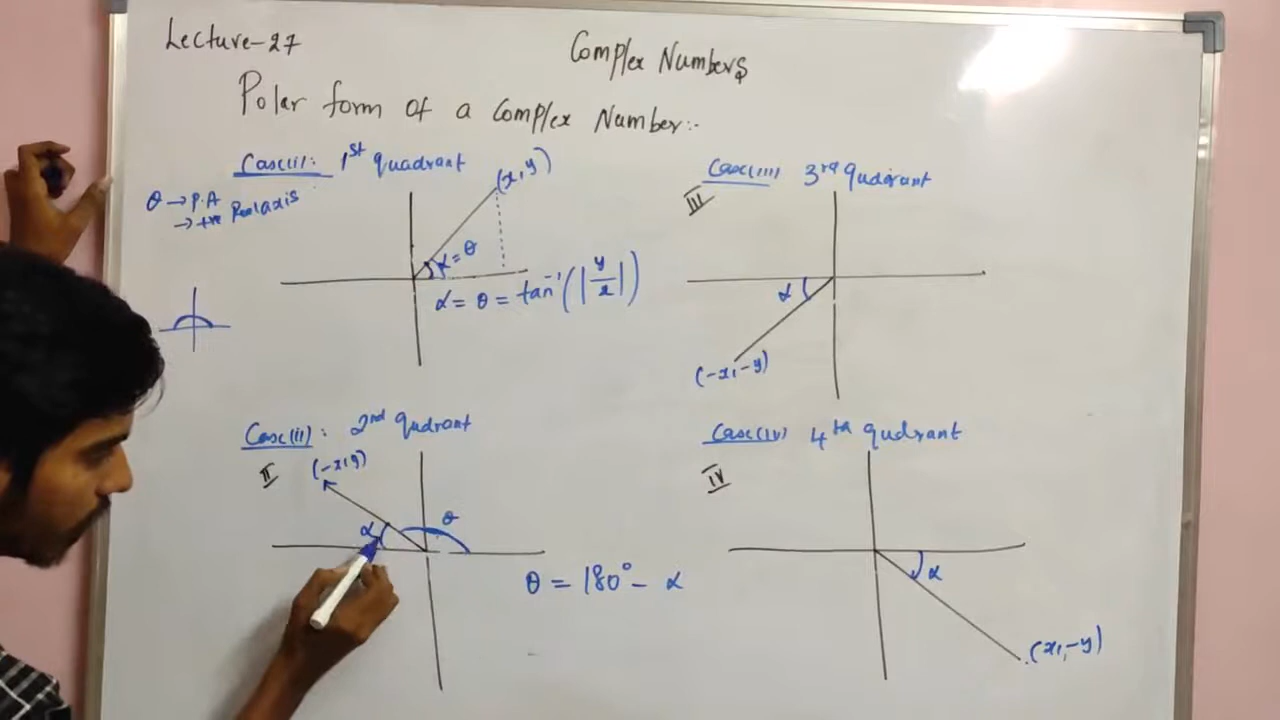 Lecture-27
Complex Numbers
Polar form of a Complex Number:-
Case(i): 1st quadrant
θ → P.A
→ +ve Real axis
(x, y)
α = θ
α = θ = tan⁻¹(|y/x|)
Case(ii): 2nd qudrant
II
(-x, y)
α
θ
θ = 180° - α
Case(iii) 3rd qudrant
III
α
(-x, -y)
Case(iv) 4th qudrant
IV
α
(x, -y)